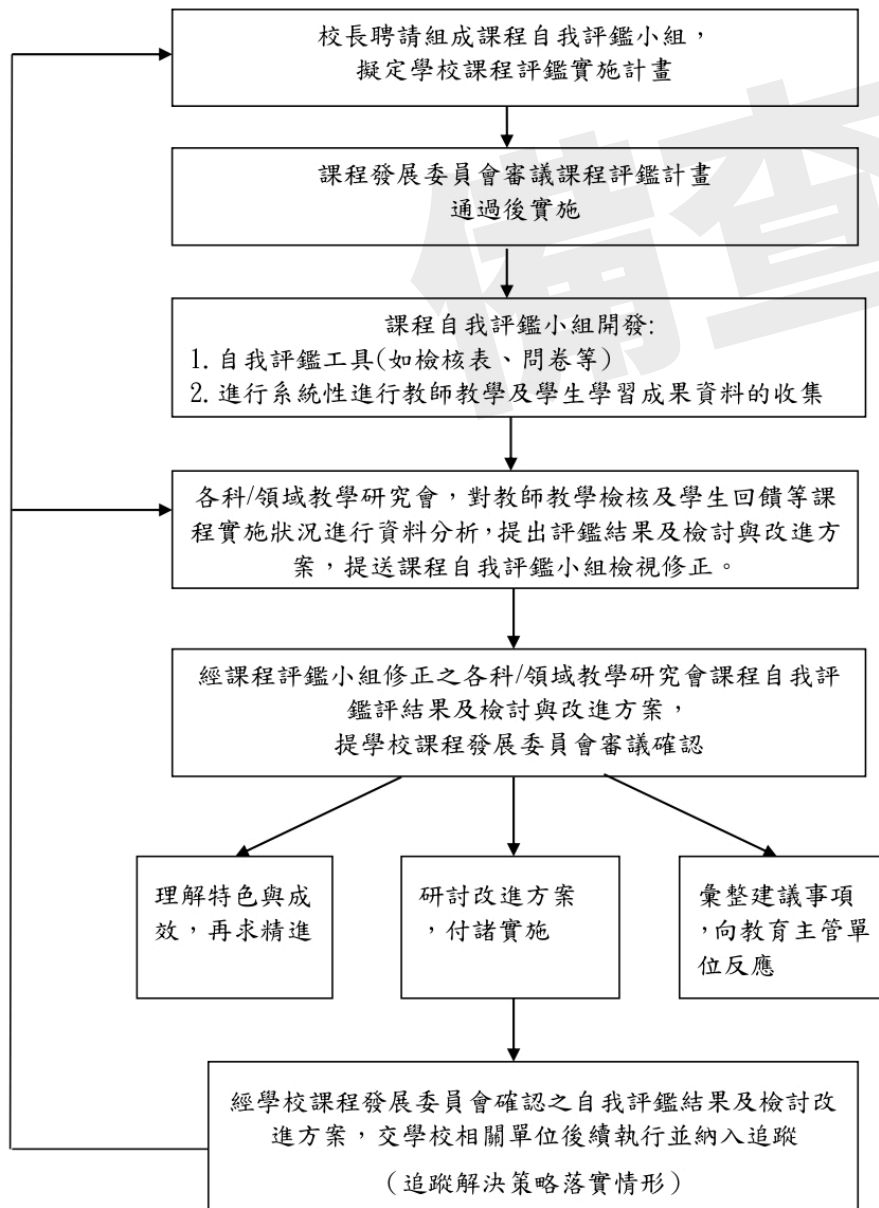 校長聘請組成課程自我評鑑小組，
擬定學校課程評鑑實施計畫
備查
課程發展委員會審議課程評鑑計畫
通過後實施
課程自我評鑑小組開發:
1. 自我評鑑工具(如檢核表、問卷等)
2. 進行系統性進行教師教學及學生學習成果資料的收集
各科/領域教學研究會，對教師教學檢核及學生回饋等課
程實施狀況進行資料分析，提出評鑑結果及檢討與改進方
案，提送課程自我評鑑小組檢視修正。
經課程評鑑小組修正之各科/領域教學研究會課程自我評
鑑評結果及檢討與改進方案，
提學校課程發展委員會審議確認
理解特色與成
效，再求精進
研討改進方案
，付諸實施
彙整建議事項
，向教育主管單
位反應
經學校課程發展委員會確認之自我評鑑結果及檢討改
進方案，交學校相關單位後續執行並納入追蹤
（追蹤解決策略落實情形）